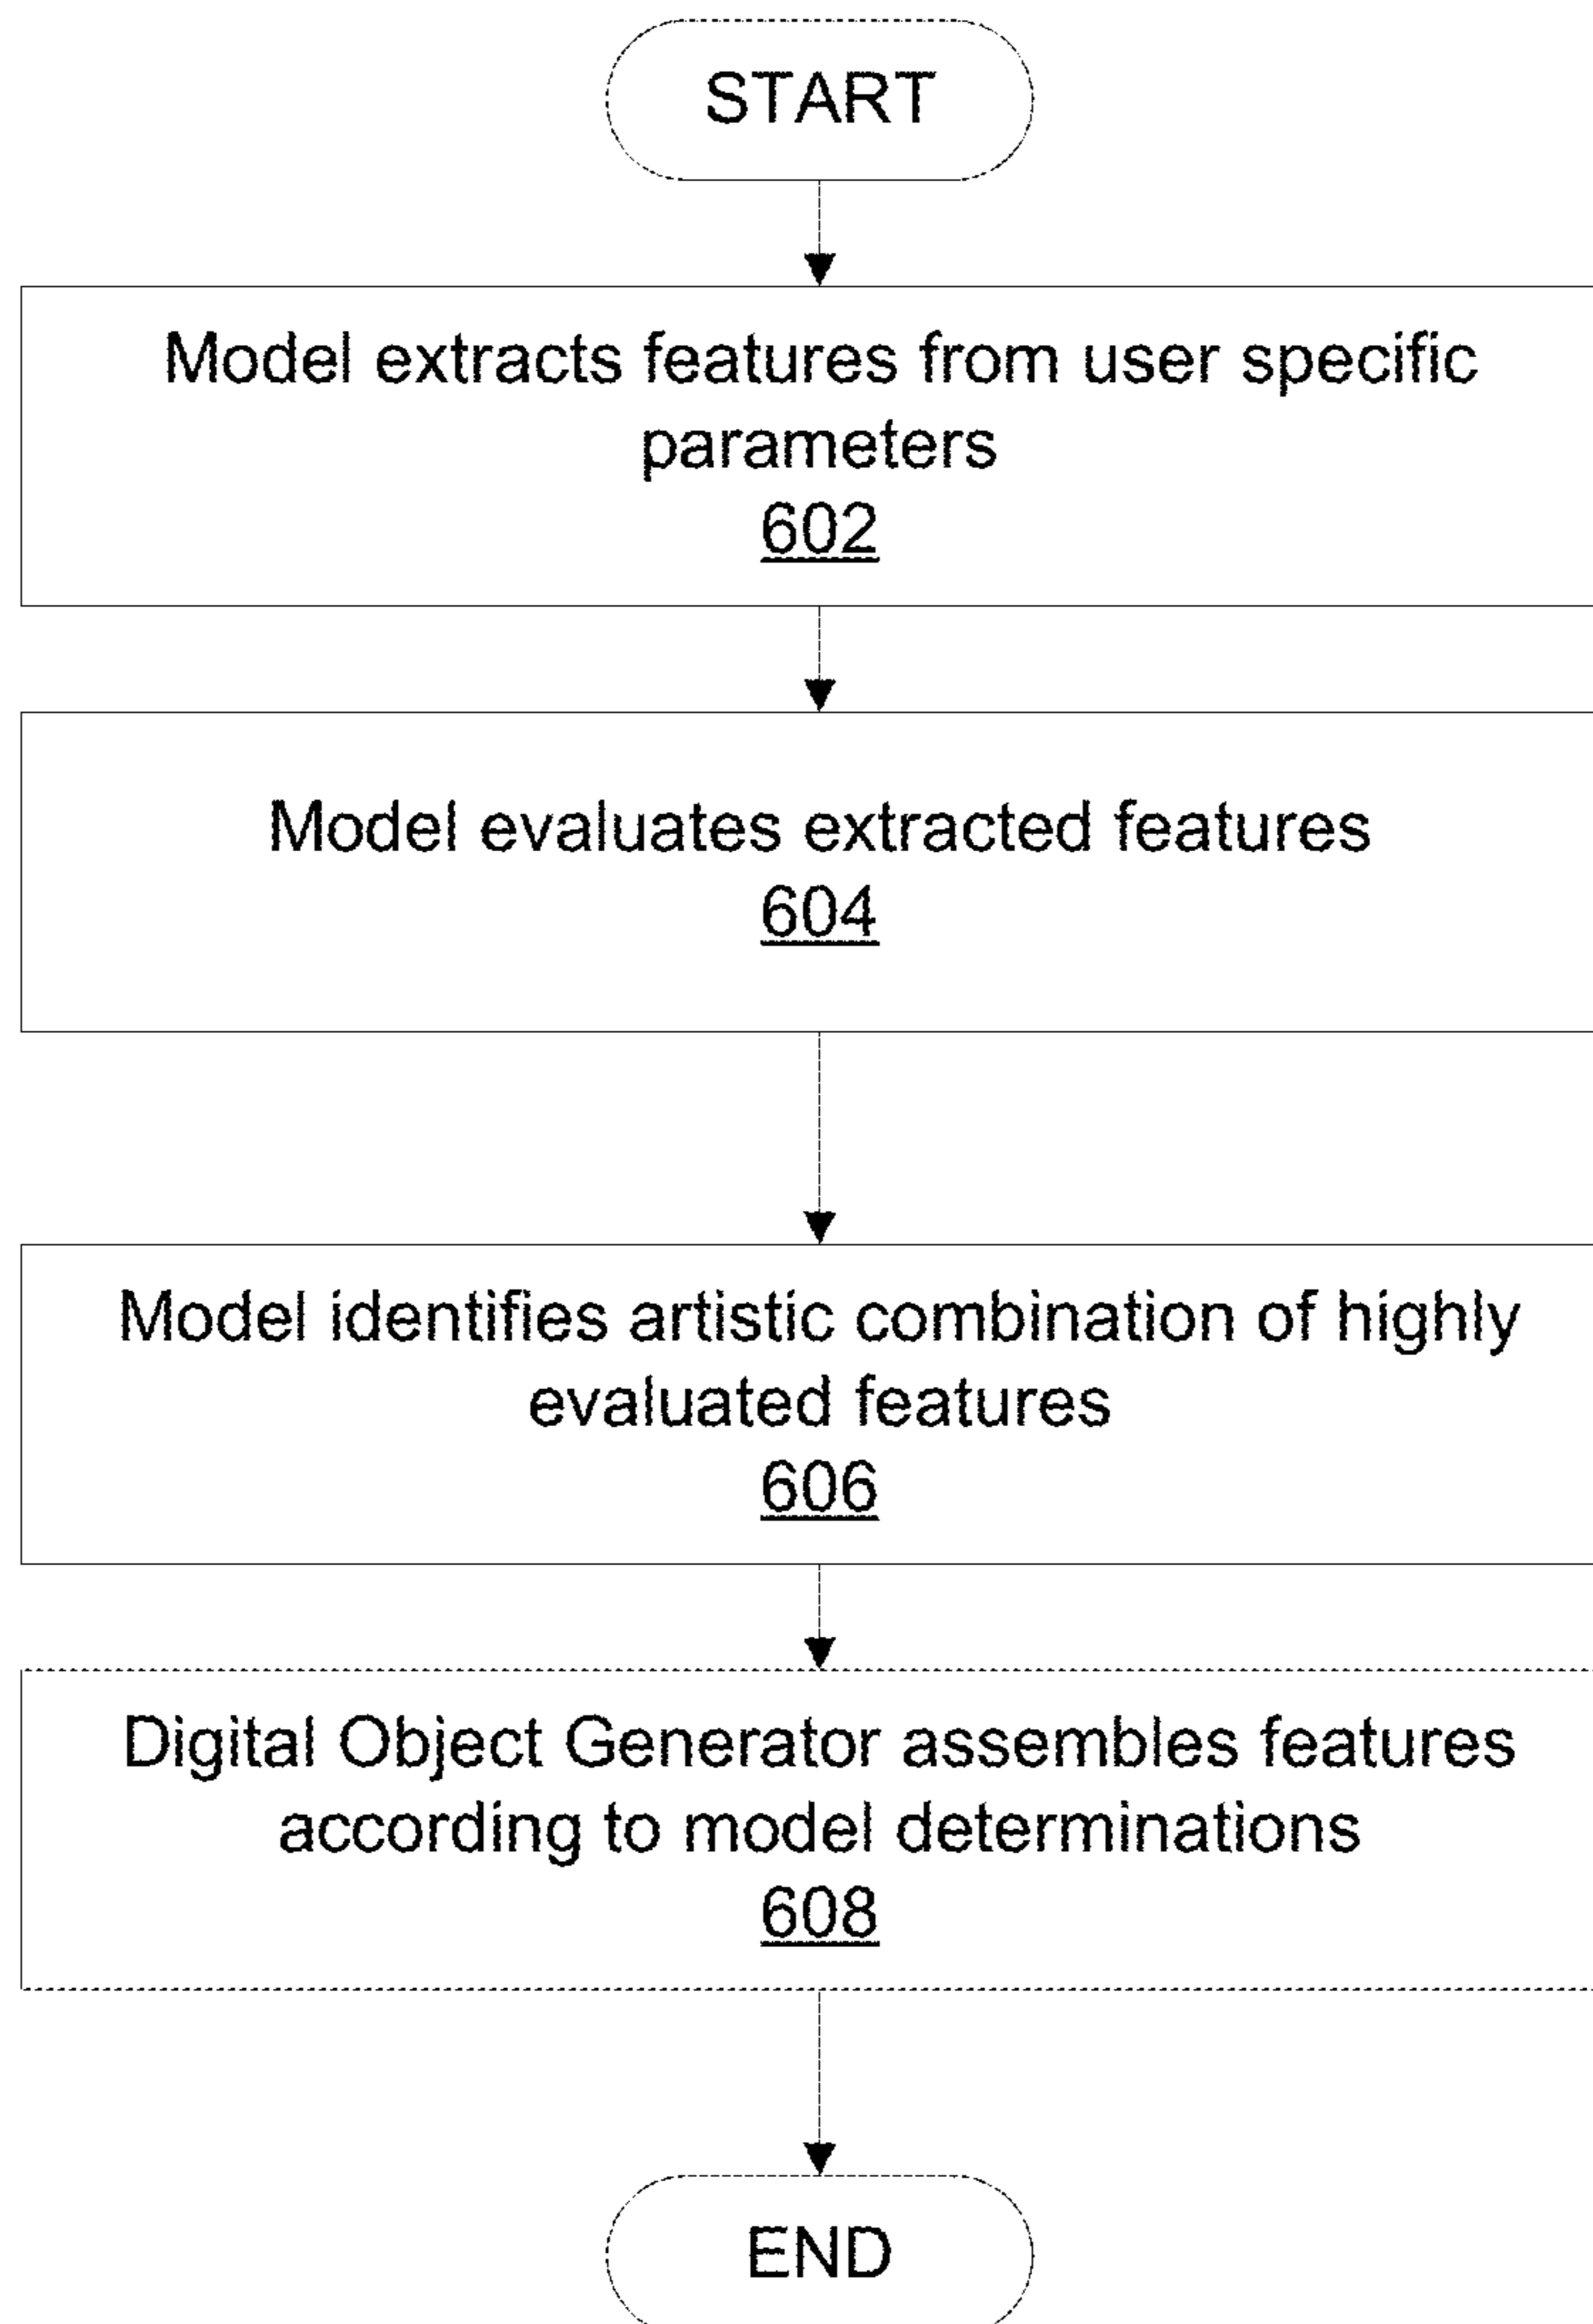 START
Model extracts features from user specific
parameters
602
Model evaluates extracted features
604
Model identifies artistic combination of highly
evaluated features
606
Digital Object Generator assembles features
according to model determinations
608
END